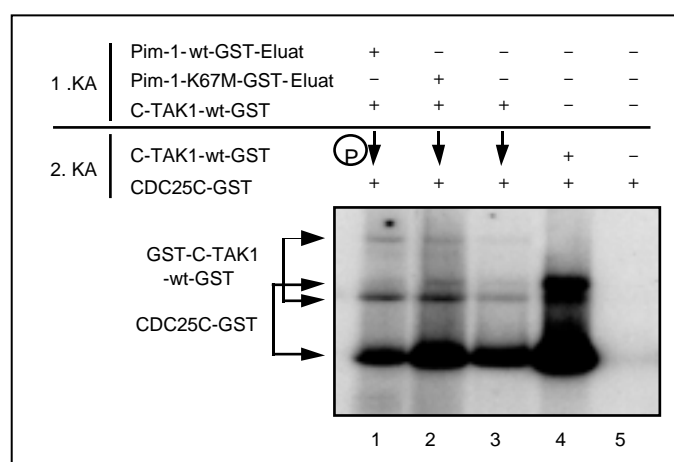 Pim-1-wt-GST-Eluat + – – – –
1 .KA Pim-1-K67M-GST-Eluat – + – – –
C-TAK1-wt-GST + + + – –
2. KA C-TAK1-wt-GST P + –
CDC25C-GST + + + + +
GST-C-TAK1
-wt-GST
CDC25C-GST
1 2 3 4 5